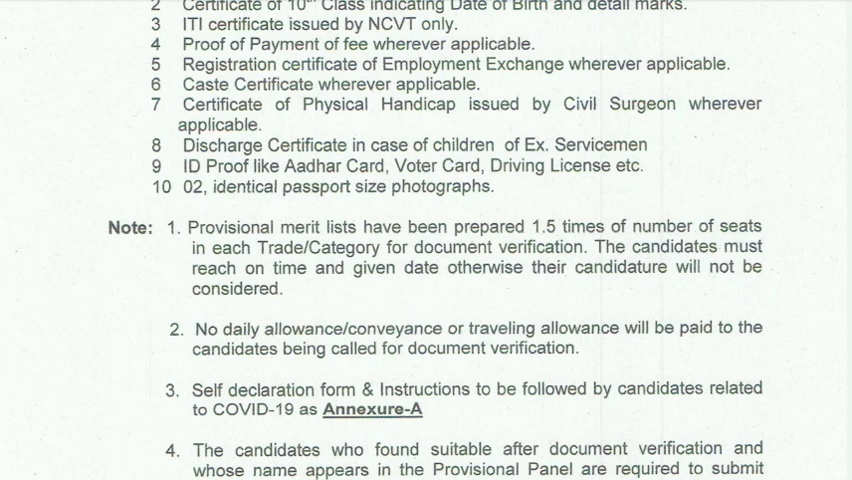 2 Certificate of 10th Class indicating Date of Birth and detail marks.
3 ITI certificate issued by NCVT only.
4 Proof of Payment of fee wherever applicable.
5 Registration certificate of Employment Exchange wherever applicable.
6 Caste Certificate wherever applicable.
7 Certificate of Physical Handicap issued by Civil Surgeon wherever
applicable.
8 Discharge Certificate in case of children of Ex. Servicemen
9 ID Proof like Aadhar Card, Voter Card, Driving License etc.
10 02, identical passport size photographs.
Note: 1. Provisional merit lists have been prepared 1.5 times of number of seats
in each Trade/Category for document verification. The candidates must
reach on time and given date otherwise their candidature will not be
considered.
2. No daily allowance/conveyance or traveling allowance will be paid to the
candidates being called for document verification.
3. Self declaration form & Instructions to be followed by candidates related
to COVID-19 as Annexure-A
4. The candidates who found suitable after document verification and
whose name appears in the Provisional Panel are required to submit